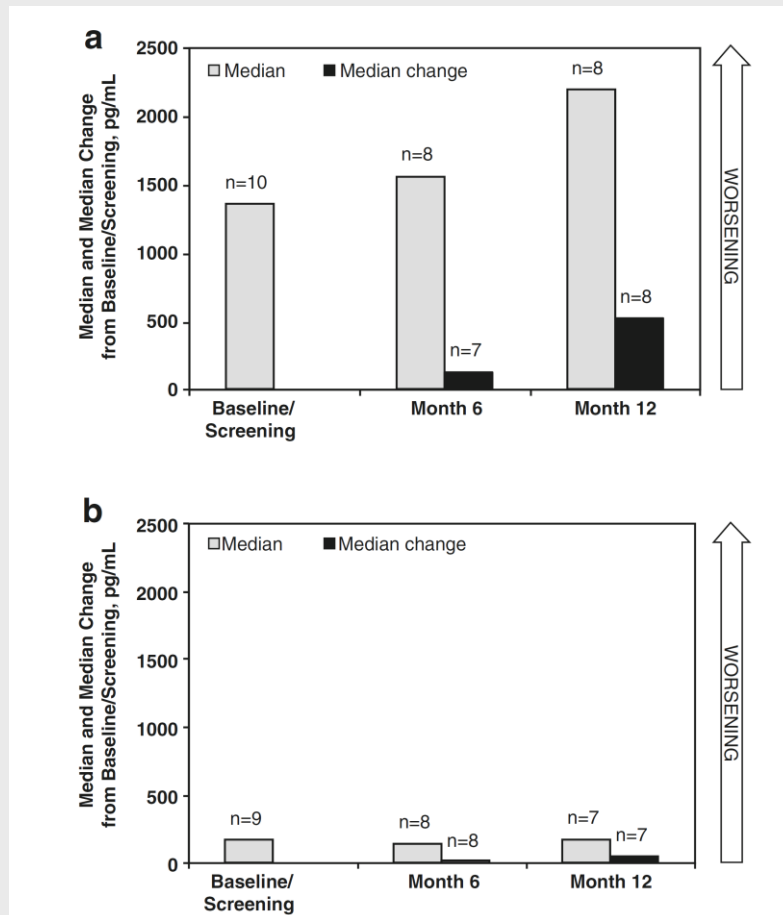 a
Median and Median Change
from Baseline/Screening, pg/mL
2500
2000
1500
1000
500
0
Median
Median change
n=10
n=8
n=7
n=8
n=8
Baseline/
Screening
Month 6
Month 12
WORSENING
b
Median and Median Change
from Baseline/Screening, pg/mL
2500
2000
1500
1000
500
0
Median
Median change
n=9
n=8
n=8
n=7
n=7
Baseline/
Screening
Month 6
Month 12
WORSENING